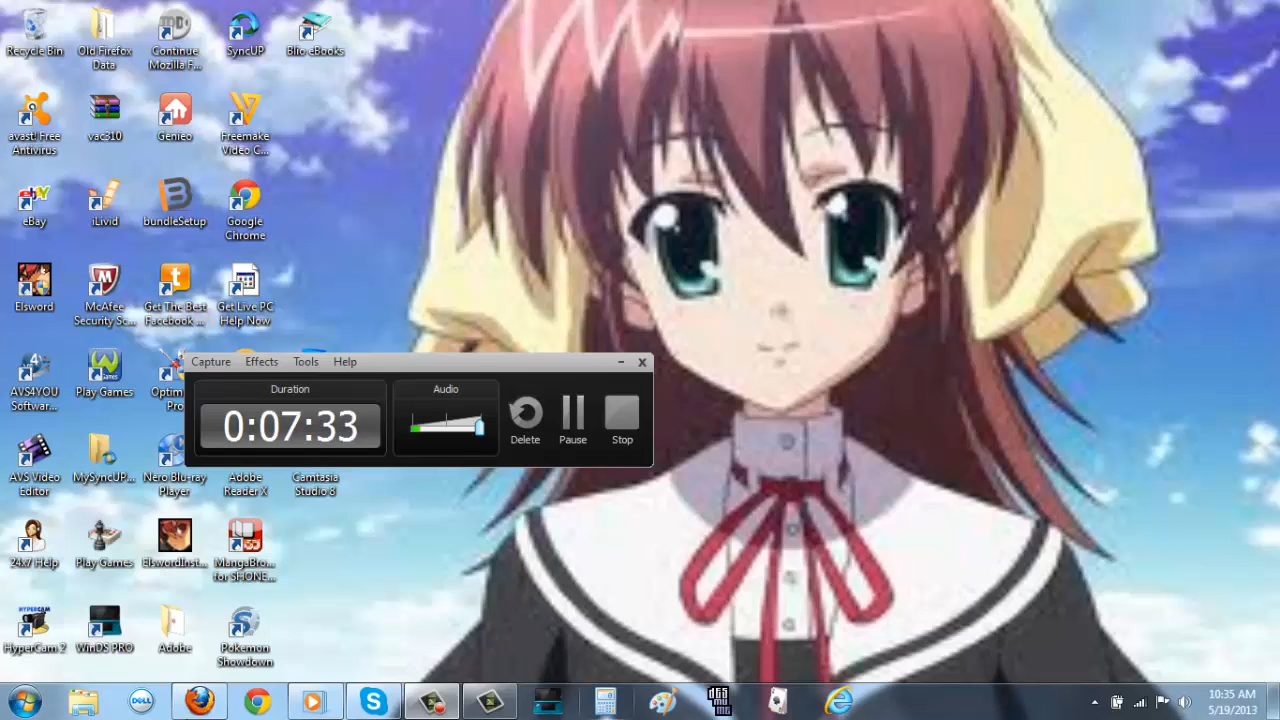 Recycle Bin
Old Firefox
Data
Continue
Mozilla F...
SyncUP
Blio eBooks
avast! Free
Antivirus
vac310
Genieo
Freemake
Video C...
eBay
iLivid
bundleSetup
Google
Chrome
Elsword
McAfee
Security Sc...
Get The Best
Facebook ...
Get Live PC
Help Now
AVS4YOU
Softwar...
Play Games
Optim
Pro
Capture Effects Tools Help
Duration
0:07:33
Audio
Delete
Pause
Stop
AVS Video
Editor
MySyncUP...
Nero Blu-ray
Player
Adobe
Reader X
Camtasia
Studio 8
24x7 Help
Play Games
ElswordInst...
MangaBro...
for SHONE...
HyperCam 2
WinDS PRO
Adobe
Pokemon
Showdown
10:35 AM
5/19/2013